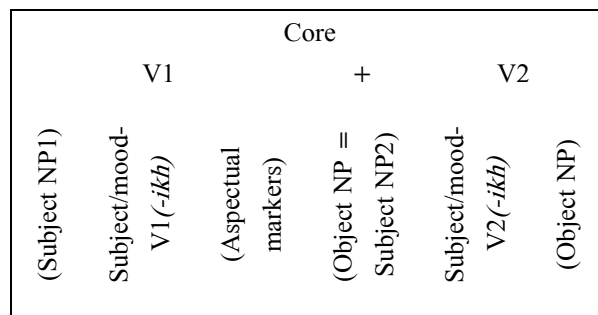 Core
V1 + V2
(Subject NP1)
Subject/mood-
V1(-ikh)
(Aspectual
markers)
(Object NP =
Subject NP2)
Subject/mood-
V2(-ikh)
(Object NP)